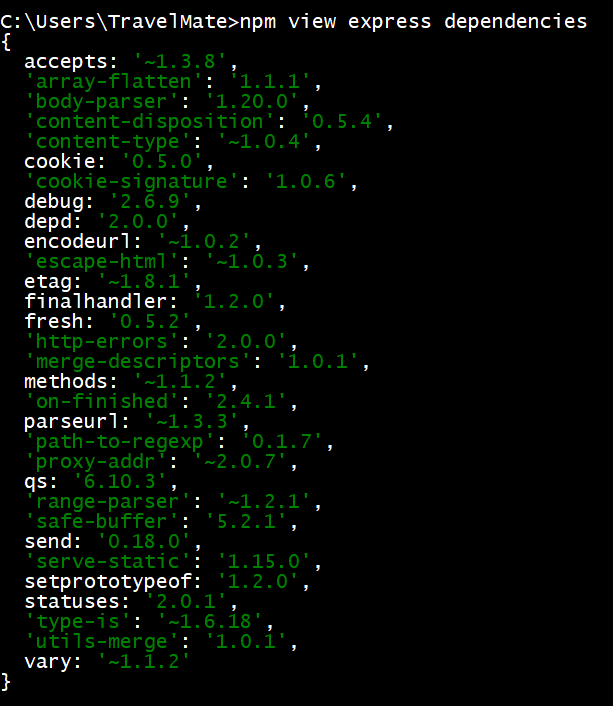 C:\Users\TravelMate>npm view express dependencies
{
  accepts: '~1.3.8',
  'array-flatten': '1.1.1',
  'body-parser': '1.20.0',
  'content-disposition': '0.5.4',
  'content-type': '~1.0.4',
  cookie: '0.5.0',
  'cookie-signature': '1.0.6',
  debug: '2.6.9',
  depd: '2.0.0',
  encodeurl: '~1.0.2',
  'escape-html': '~1.0.3',
  etag: '~1.8.1',
  finalhandler: '1.2.0',
  fresh: '0.5.2',
  'http-errors': '2.0.0',
  'merge-descriptors': '1.0.1',
  methods: '~1.1.2',
  'on-finished': '2.4.1',
  parseurl: '~1.3.3',
  'path-to-regexp': '0.1.7',
  'proxy-addr': '~2.0.7',
  qs: '6.10.3',
  'range-parser': '~1.2.1',
  'safe-buffer': '5.2.1',
  send: '0.18.0',
  'serve-static': '1.15.0',
  setprototypeof: '1.2.0',
  statuses: '2.0.1',
  'type-is': '~1.6.18',
  'utils-merge': '1.0.1',
  vary: '~1.1.2'
}